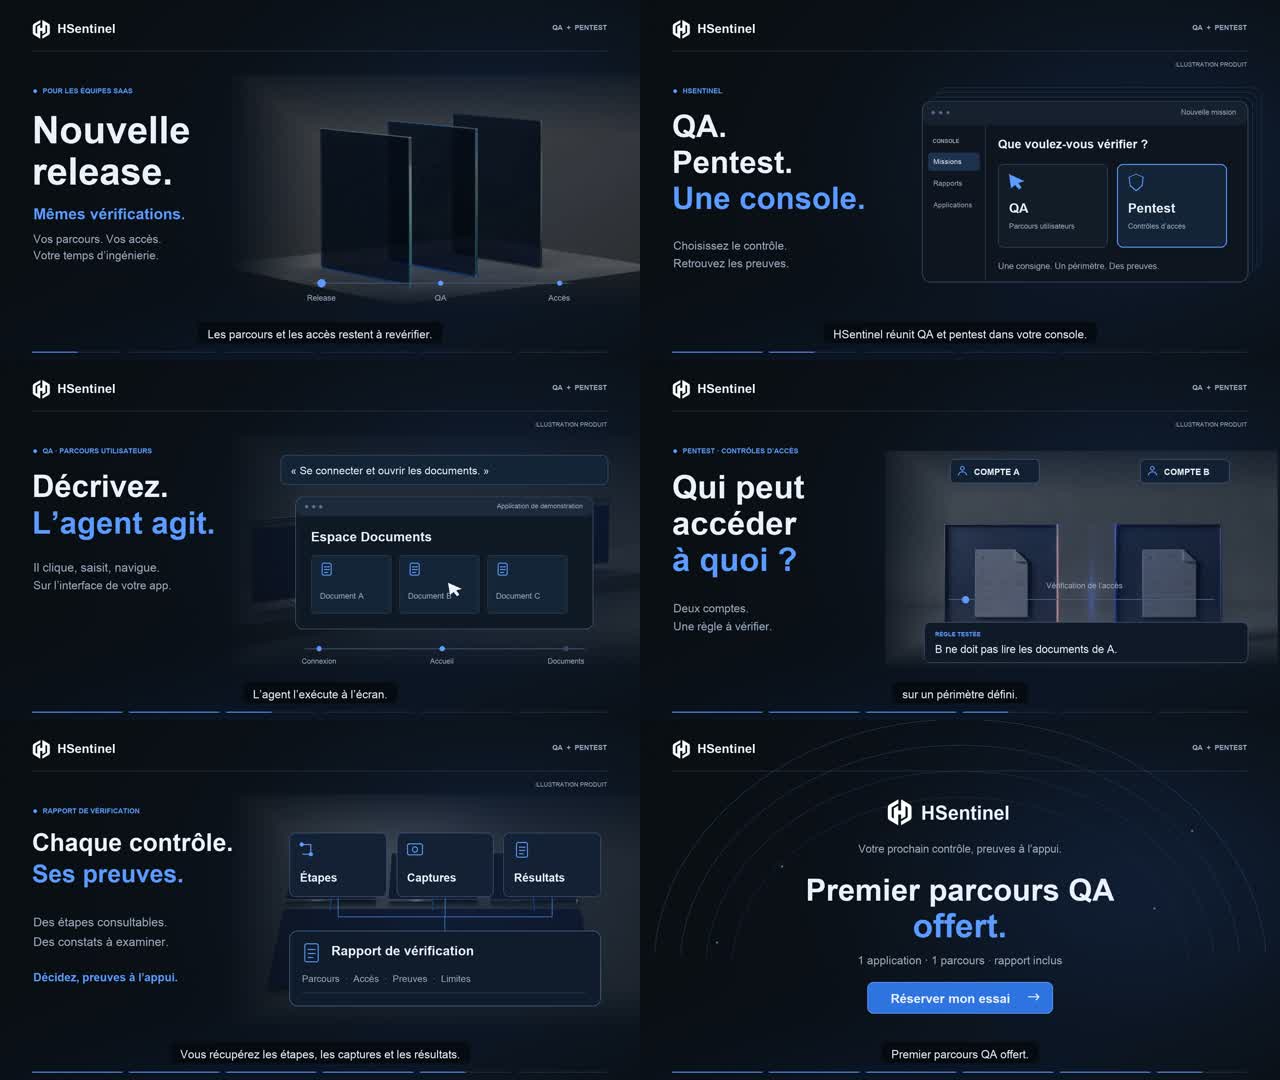 HSentinel
QA + PENTEST
POUR LES ÉQUIPES SAAS
Nouvelle
release.
Mêmes vérifications.
Vos parcours. Vos accès.
Votre temps d’ingénierie.
Release
QA
Accès
Les parcours et les accès restent à revérifier.
HSentinel
QA + PENTEST
ILLUSTRATION PRODUIT
HSENTINEL
QA.
Pentest.
Une console.
Choisissez le contrôle.
Retrouvez les preuves.
Nouvelle mission
CONSOLE
Missions
Rapports
Applications
Que voulez-vous vérifier ?
QA
Parcours utilisateurs
Pentest
Contrôles d’accès
Une consigne. Un périmètre. Des preuves.
HSentinel réunit QA et pentest dans votre console.
HSentinel
QA + PENTEST
ILLUSTRATION PRODUIT
QA · PARCOURS UTILISATEURS
Décrivez.
L’agent agit.
Il clique, saisit, navigue.
Sur l’interface de votre app.
« Se connecter et ouvrir les documents. »
Application de démonstration
Espace Documents
Document A
Document B
Document C
Connexion
Accueil
Documents
L’agent l’exécute à l’écran.
HSentinel
QA + PENTEST
ILLUSTRATION PRODUIT
PENTEST · CONTRÔLES D’ACCÈS
Qui peut
accéder
à quoi ?
Deux comptes.
Une règle à vérifier.
COMPTE A
COMPTE B
Vérification de l’accès
RÈGLE TESTÉE
B ne doit pas lire les documents de A.
sur un périmètre défini.
HSentinel
QA + PENTEST
ILLUSTRATION PRODUIT
RAPPORT DE VÉRIFICATION
Chaque contrôle.
Ses preuves.
Des étapes consultables.
Des constats à examiner.
Décidez, preuves à l’appui.
Étapes
Captures
Résultats
Rapport de vérification
Parcours · Accès · Preuves · Limites
Vous récupérez les étapes, les captures et les résultats.
HSentinel
QA + PENTEST
HSentinel
Votre prochain contrôle, preuves à l’appui.
Premier parcours QA
offert.
1 application · 1 parcours · rapport inclus
Réserver mon essai →
Premier parcours QA offert.